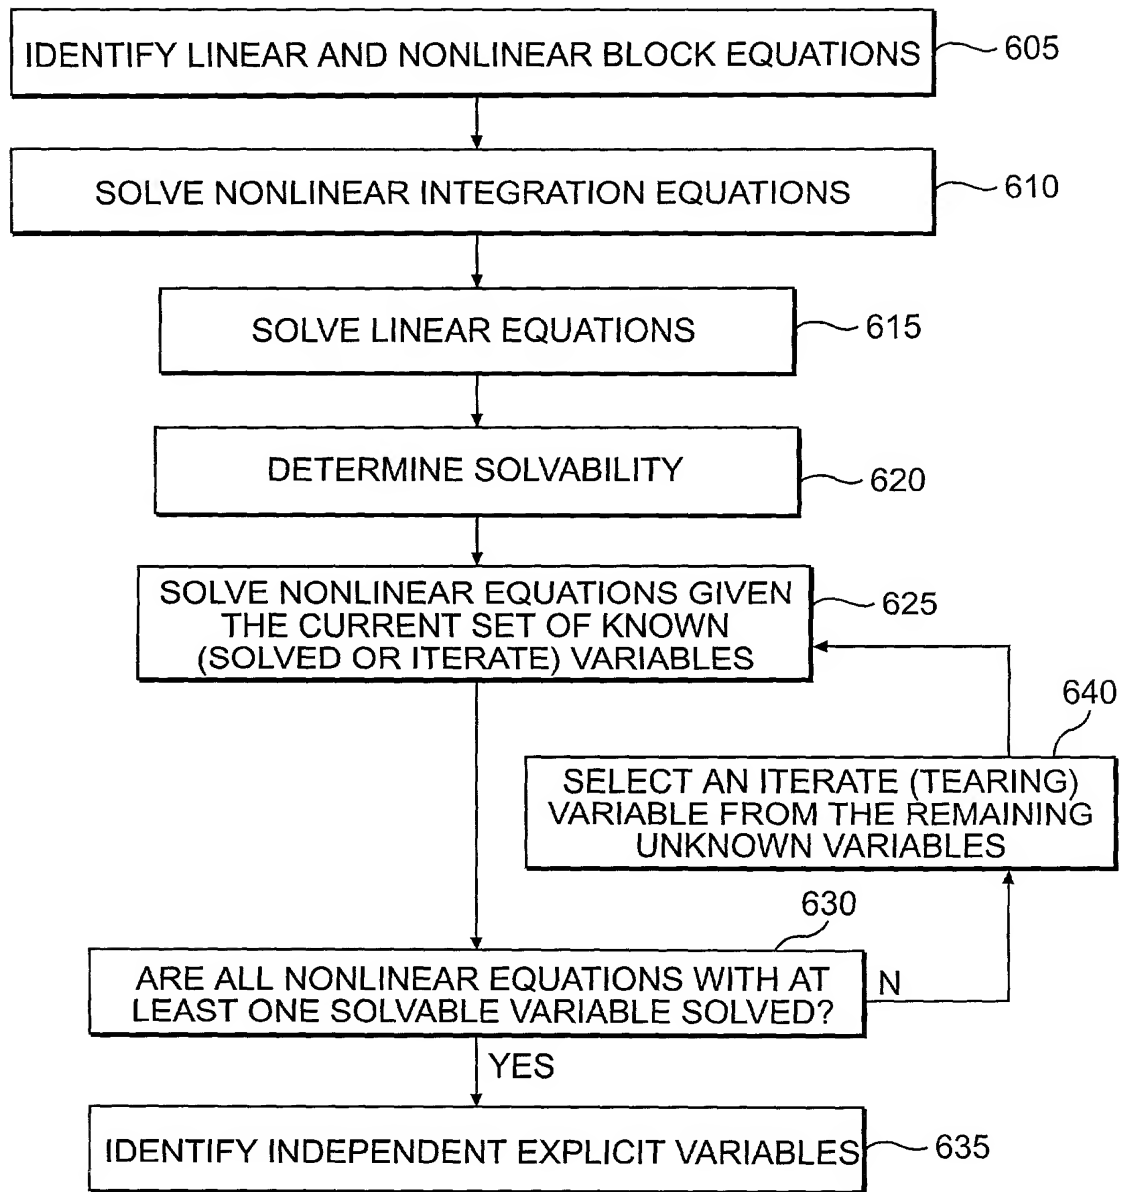 IDENTIFY LINEAR AND NONLINEAR BLOCK EQUATIONS
605
SOLVE NONLINEAR INTEGRATION EQUATIONS
610
SOLVE LINEAR EQUATIONS
615
DETERMINE SOLVABILITY
620
SOLVE NONLINEAR EQUATIONS GIVEN
THE CURRENT SET OF KNOWN
(SOLVED OR ITERATE) VARIABLES
625
640
SELECT AN ITERATE (TEARING)
VARIABLE FROM THE REMAINING
UNKNOWN VARIABLES
630
ARE ALL NONLINEAR EQUATIONS WITH AT
LEAST ONE SOLVABLE VARIABLE SOLVED?
N
YES
IDENTIFY INDEPENDENT EXPLICIT VARIABLES
635